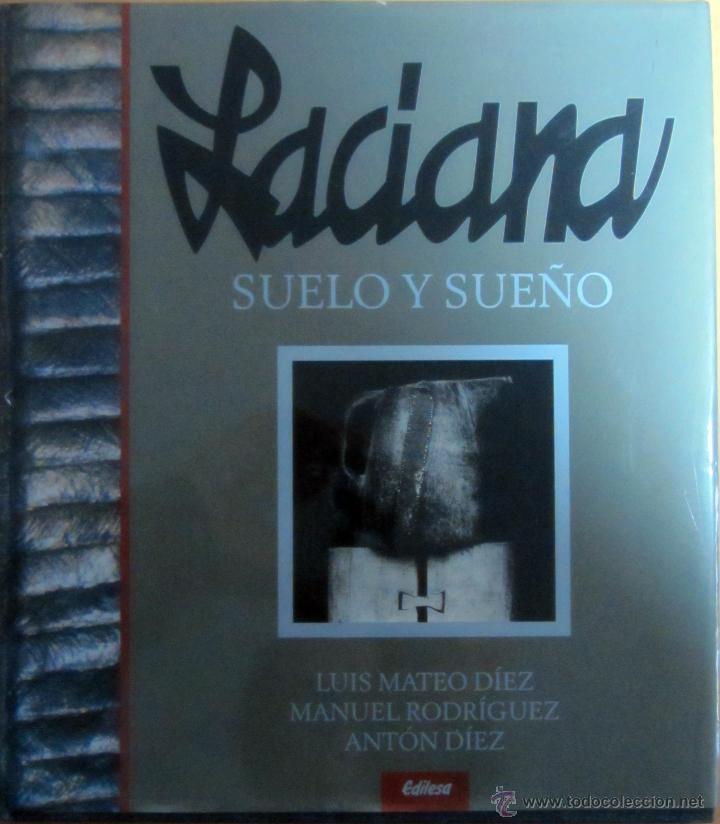 Laciana
SUELO Y SUEÑO
LUIS MATEO DÍEZ
MANUEL RODRÍGUEZ
ANTÓN DÍEZ
Edilesa
www.todocoleccion.net